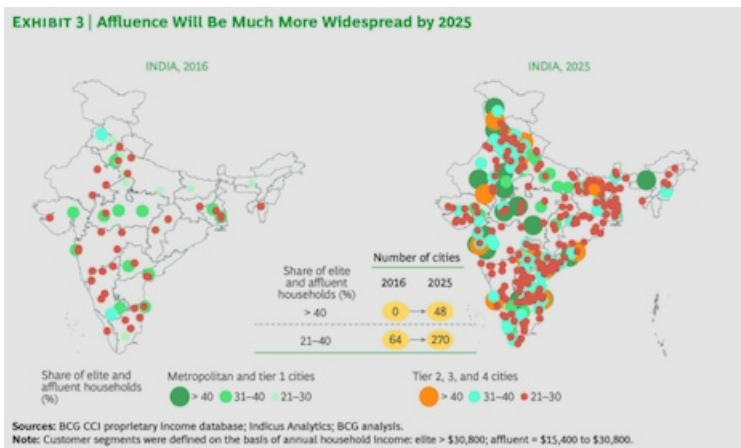 EXHIBIT 3 | Affluence Will Be Much More Widespread by 2025
INDIA, 2016
INDIA, 2025
Number of cities
Share of elite
and affluent
households (%)
2016
2025
> 40
0
48
21–40
64
270
Share of elite and
affluent households
(%)
Metropolitan and tier 1 cities
> 40
31–40
21–30
Tier 2, 3, and 4 cities
> 40
31–40
21–30
Sources: BCG CCI proprietary income database; Indicus Analytics; BCG analysis.
Note: Customer segments were defined on the basis of annual household income: elite > $30,800; affluent = $15,400 to $30,800.